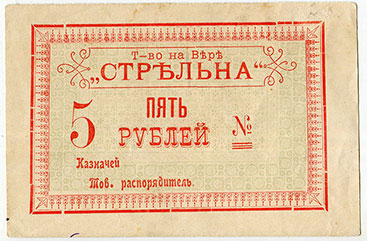 Т-во на Вѣрѣ
„СТРѢЛЬНА“
5 ПЯТЬ
РУБЛЕЙ №
Казначей
Тов. распорядитель.